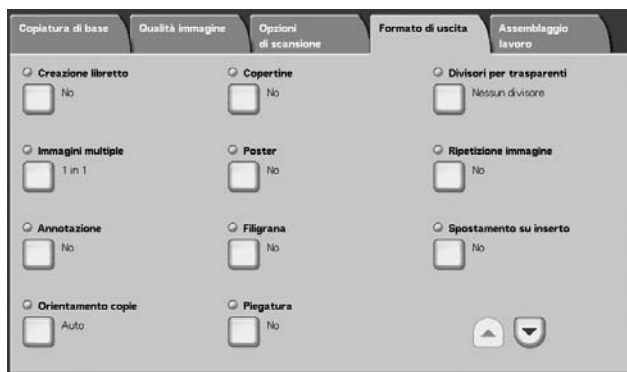 Copiatura di base
Qualità immagine
Opzioni
di scansione
Formato di uscita
Assemblaggio
lavoro
Creazione libretto
No
Copertine
No
Divisori per trasparenti
Nessun divisore
Immagini multiple
1 in 1
Poster
No
Ripetizione immagine
No
Annotazione
No
Filigrana
No
Spostamento su inserto
No
Orientamento copie
Auto
Piegatura
No